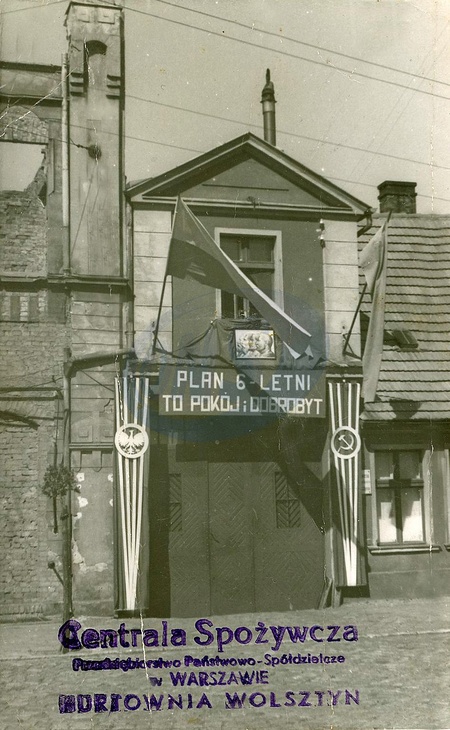 PLAN 6-LETNI
TO POKÓJ i DOBROBYT
Centrala Spożywcza
Przedsiębiorstwo Państwowo-Spółdzielcze
w WARSZAWIE
HURTOWNIA WOLSZTYN